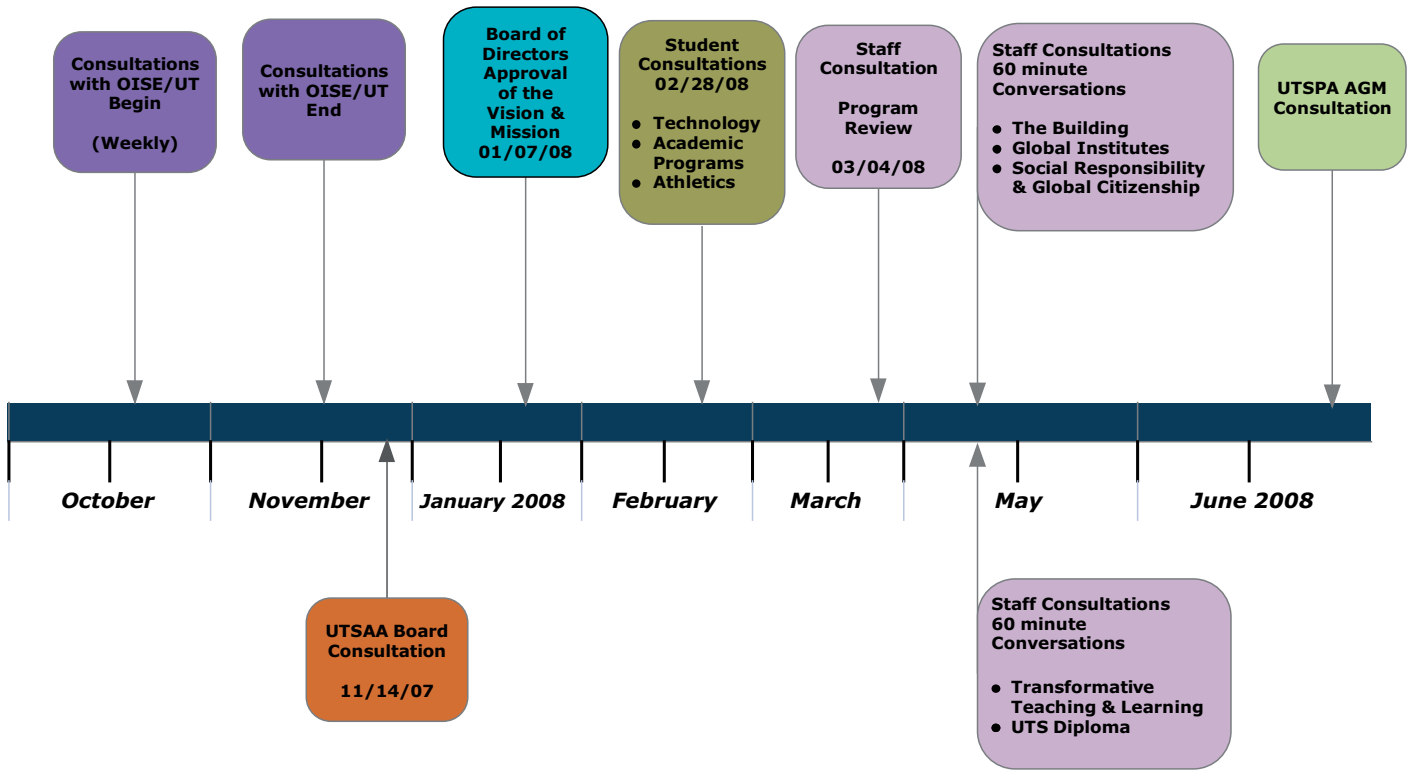 Consultations
with OISE/UT
Begin
(Weekly)
Consultations
with OISE/UT
End
Board of
Directors
Approval
of the
Vision &
Mission
01/07/08
Student
Consultations
02/28/08
● Technology
● Academic
Programs
● Athletics
Staff
Consultation
Program
Review
03/04/08
Staff Consultations
60 minute
Conversations
● The Building
● Global Institutes
● Social Responsibility
& Global Citizenship
UTSPA AGM
Consultation
October
November
January 2008
February
March
May
June 2008
UTSAA Board
Consultation
11/14/07
Staff Consultations
60 minute
Conversations
● Transformative
Teaching & Learning
● UTS Diploma